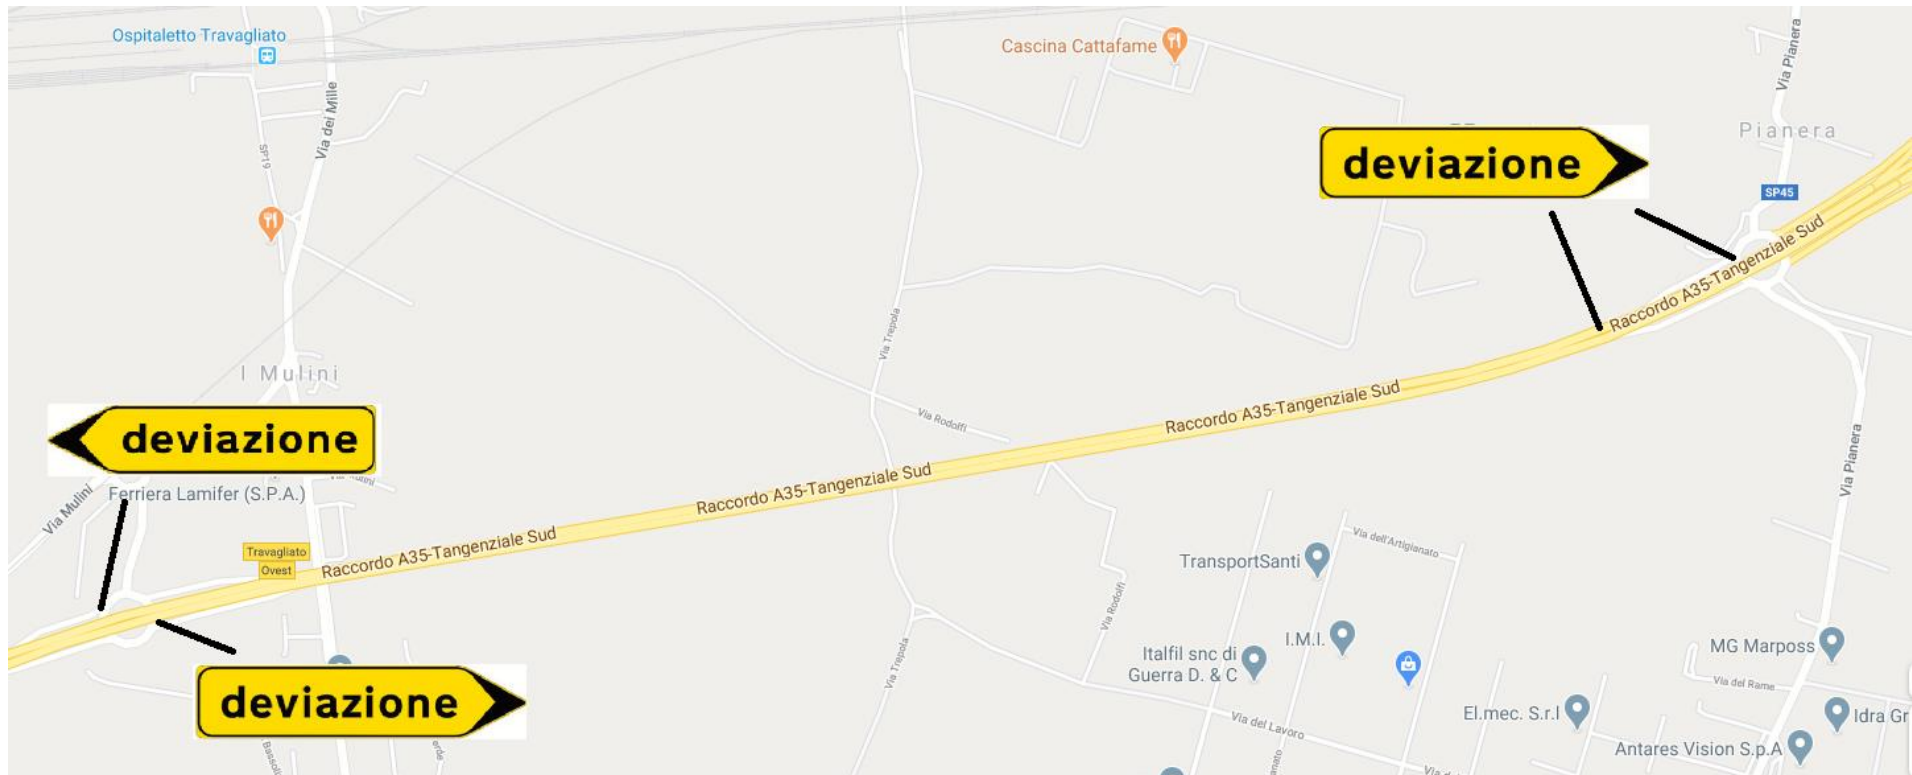 Ospitaletto Travagliato
Cascina Cattafame
Via Pianera
Via dei Mille
Pianera
SP19
deviazione
SP45
Raccordo A35-Tangenziale Sud
Via Trepola
I Mulini
Raccordo A35-Tangenziale Sud
Via Rodolfi
deviazione
Via Mulini
Ferriera Lamifer (S.P.A.)
Raccordo A35-Tangenziale Sud
Via Pianera
Travagliato
Ovest
Raccordo A35-Tangenziale Sud
TransportSanti
Via dell'Artigianato
Via Rodolfi
I.M.I.
Italfil snc di
Guerra D. & C
MG Marposs
Via Trepola
Via del Rame
deviazione
Via del Lavoro
El.mec. S.r.l
Idra Gr
Antares Vision S.p.A